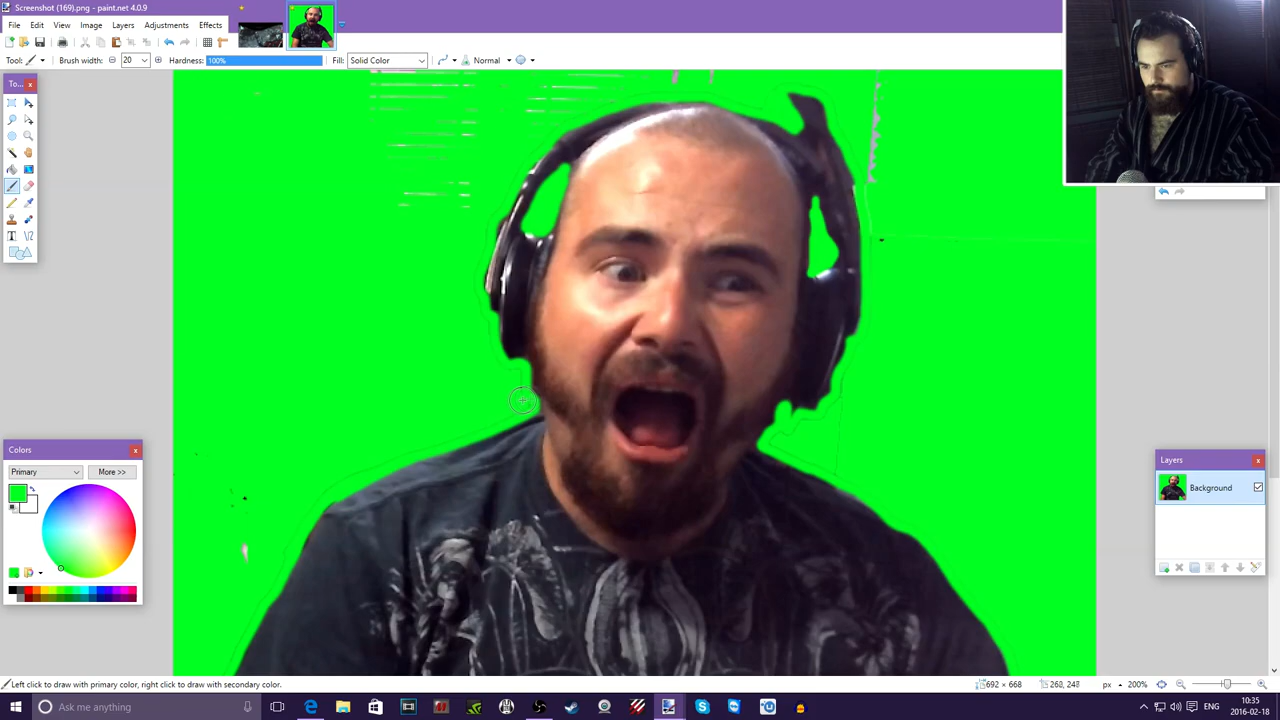 Screenshot (169).png - paint.net 4.0.9
File Edit View Image Layers Adjustments Effects
Tool: Brush width: 20 Hardness: 100% Fill: Solid Color Normal
To...
Colors
Primary More >>
Layers
Background
Left click to draw with primary color, right click to draw with secondary color.
692 × 668 268, 248 px 200%
Ask me anything
ENG 10:35
2016-02-18